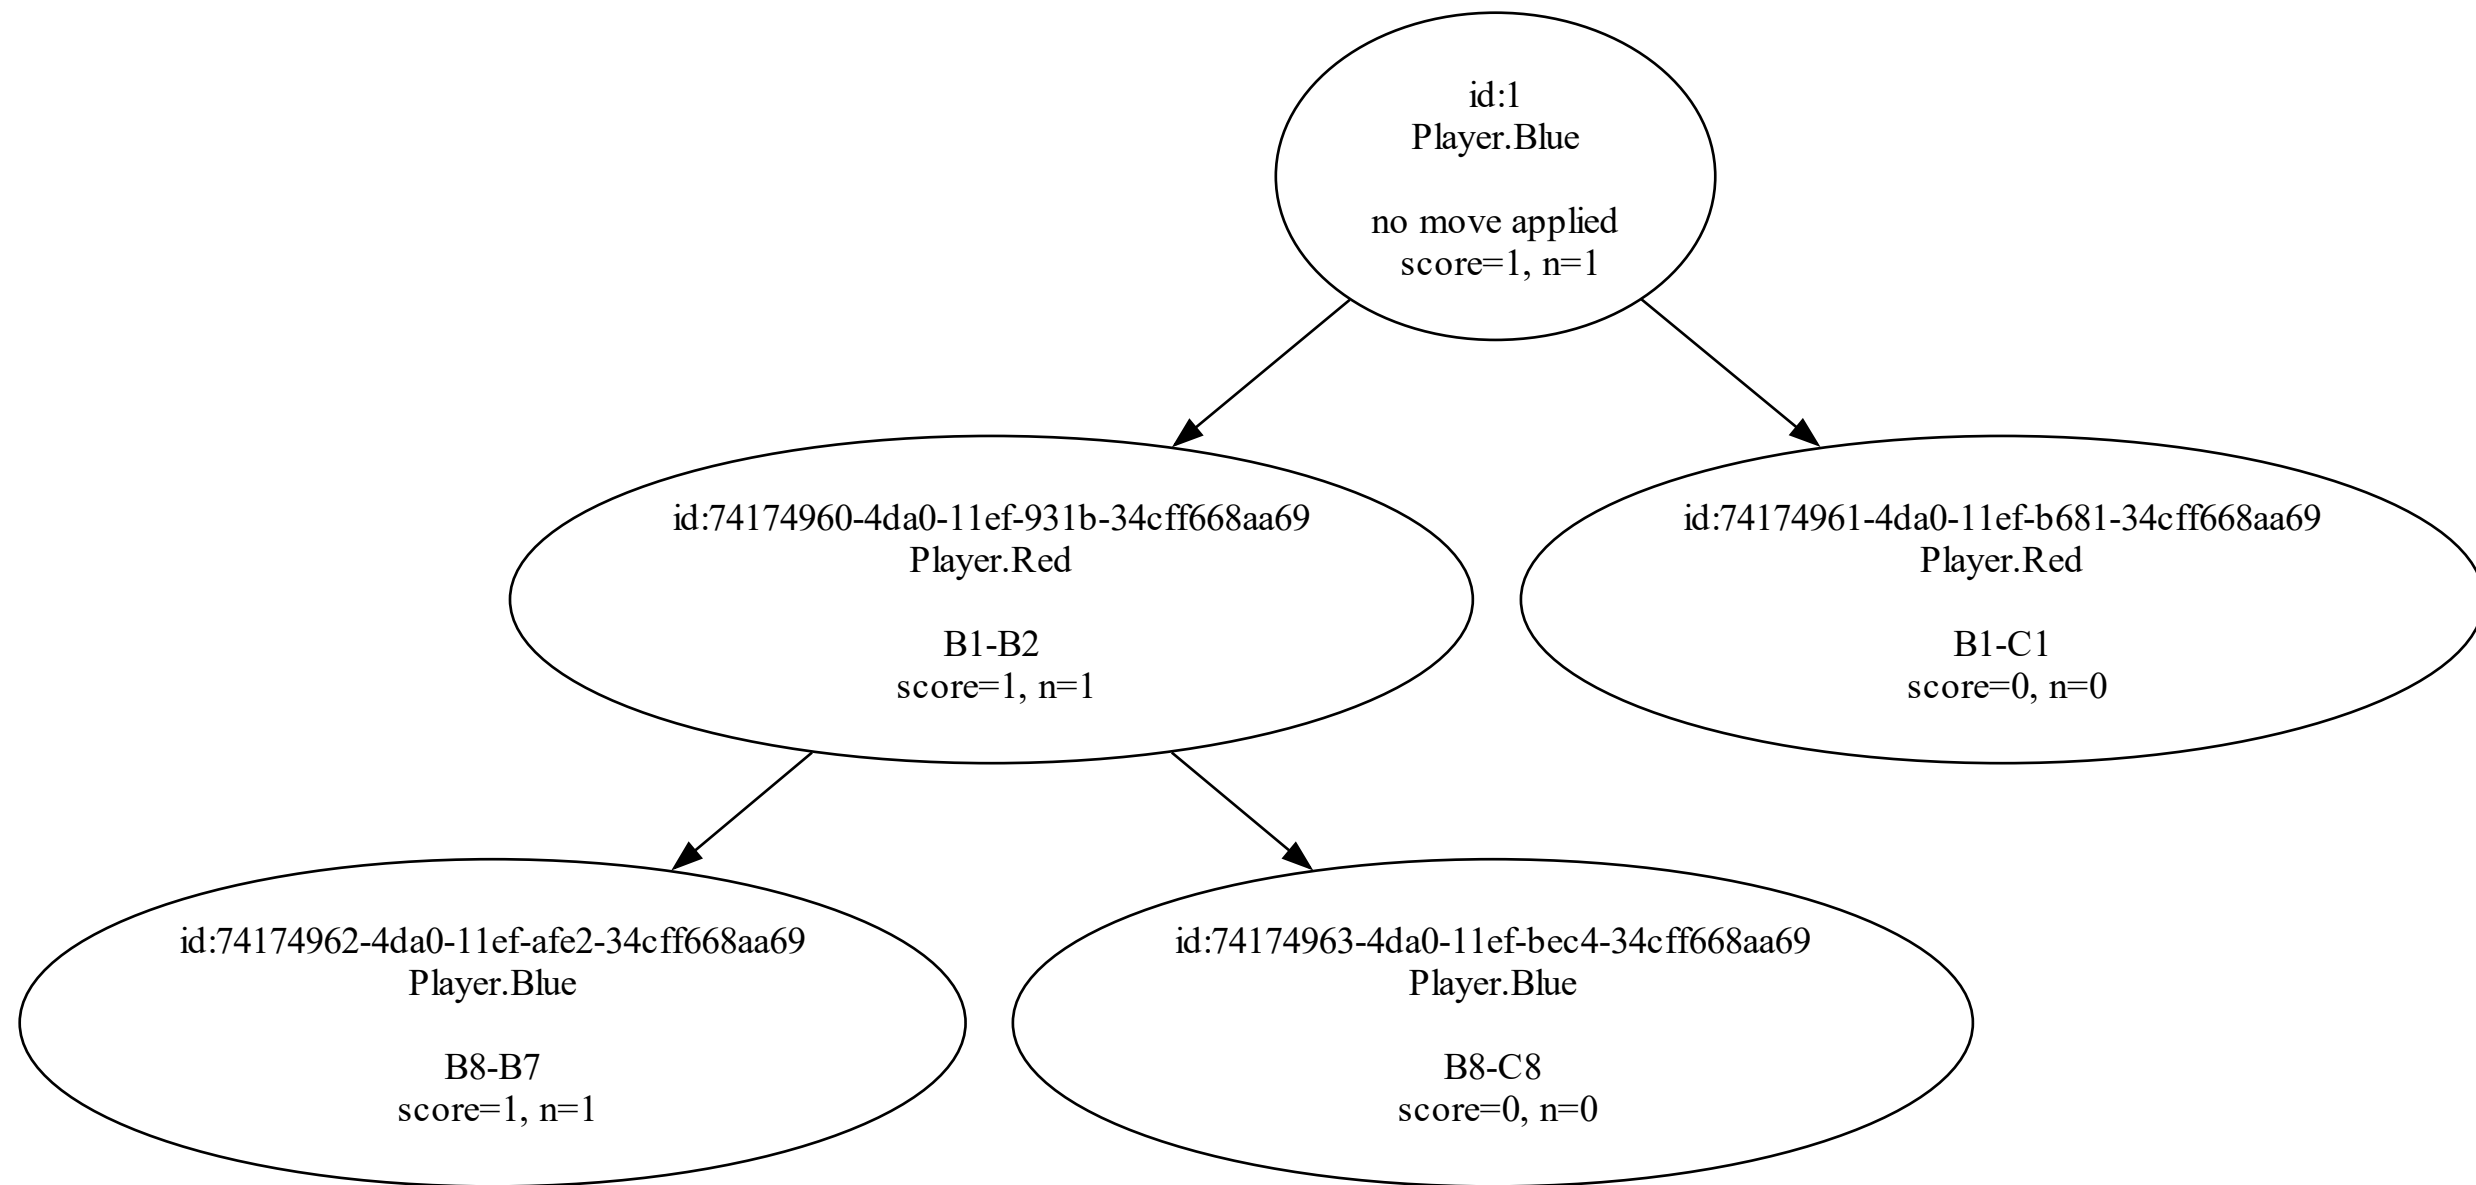 id:1
Player.Blue
no move applied
score=1, n=1
id:74174960-4da0-11ef-931b-34cff668aa69
Player.Red
B1-B2
score=1, n=1
id:74174961-4da0-11ef-b681-34cff668aa69
Player.Red
B1-C1
score=0, n=0
id:74174962-4da0-11ef-afe2-34cff668aa69
Player.Blue
B8-B7
score=1, n=1
id:74174963-4da0-11ef-bec4-34cff668aa69
Player.Blue
B8-C8
score=0, n=0